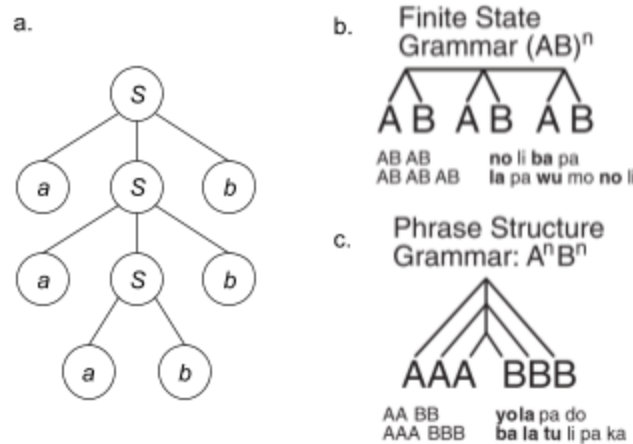 a.
S
a S b
a S b
a b
b.
Finite State
Grammar (AB)ⁿ
A B A B A B
AB AB no li ba pa
AB AB AB la pa wu mo no li
c.
Phrase Structure
Grammar: AⁿBⁿ
AAA BBB
AA BB yo la pa do
AAA BBB ba la tu li pa ka